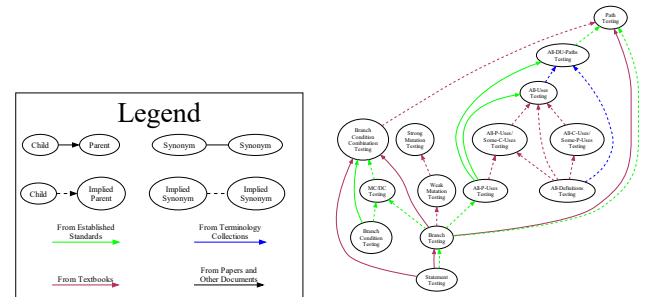 Legend
Child
Parent
Synonym
Synonym
Child
Implied
Parent
Implied
Synonym
Implied
Synonym
From Established
Standards
From Terminology
Collections
From Textbooks
From Papers and
Other Documents
Path
Testing
All-DU-Paths
Testing
All-Uses
Testing
Branch
Condition
Combination
Testing
Strong
Mutation
Testing
All-P-Uses/
Some-C-Uses
Testing
All-C-Uses/
Some-P-Uses
Testing
MC/DC
Testing
Weak
Mutation
Testing
All-P-Uses
Testing
All-Definitions
Testing
Branch
Condition
Testing
Branch
Testing
Statement
Testing